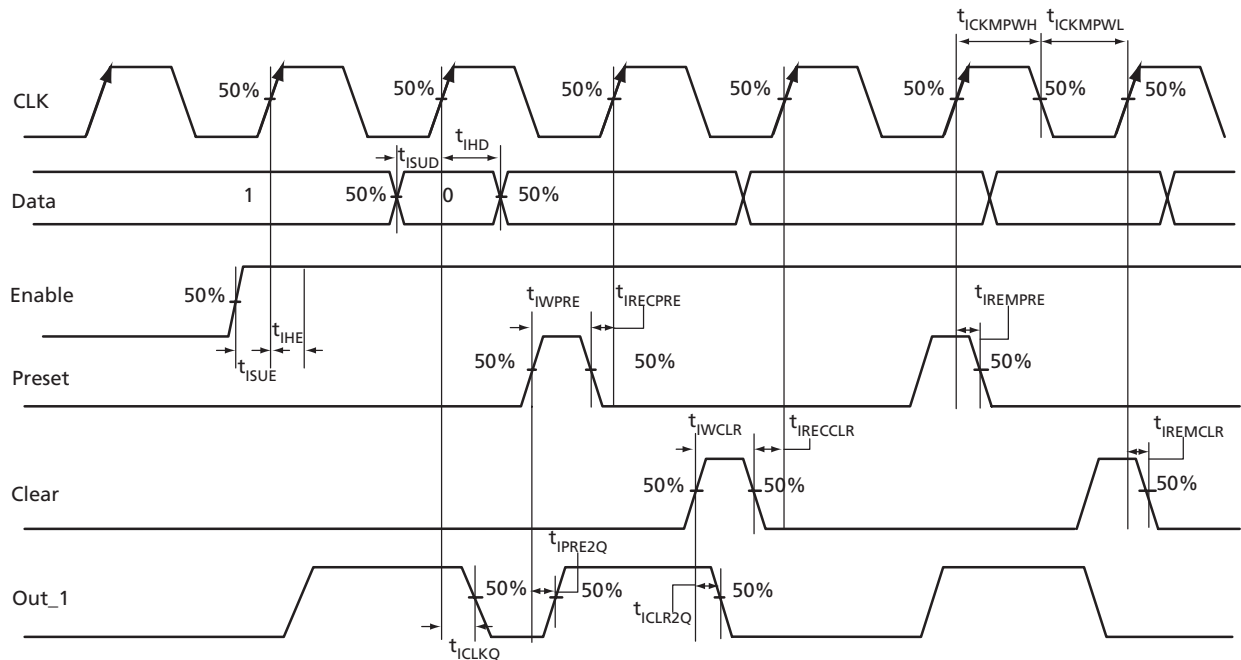 tICKMPWH tICKMPWL
CLK
50% 50% 50% 50% 50% 50% 50% 50%
tISUD tIHD
Data
1 50% 0 50%
Enable
50%
tIHE
tISUE
tIWPRE tIRECPRE tIREMPRE
Preset
50% 50% 50%
tIWCLR tIRECCLR tIREMCLR
Clear
50% 50% 50%
tIPRE2Q
Out_1
50% 50% 50%
tICLR2Q
tICLKQ